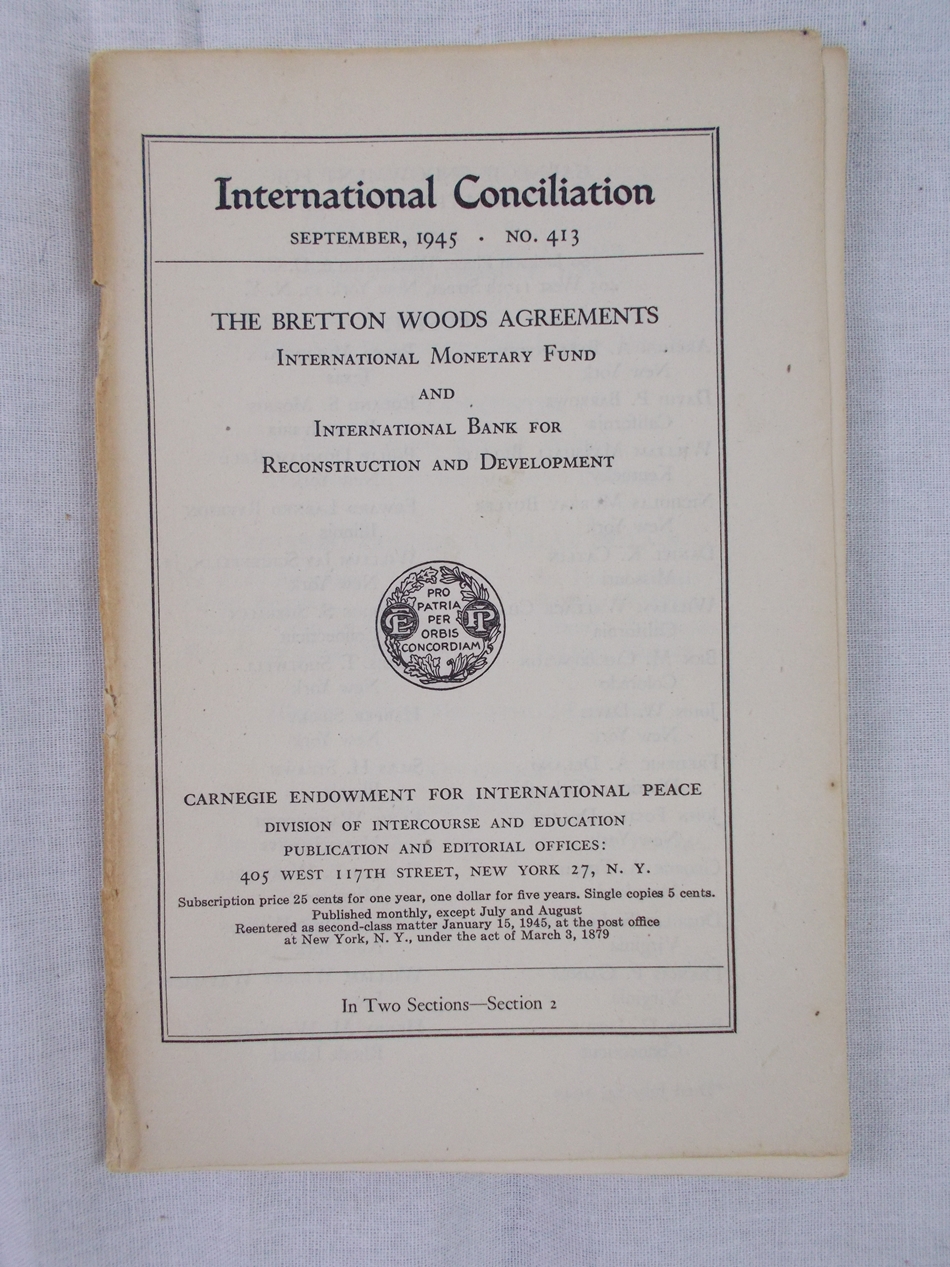 International Conciliation
SEPTEMBER, 1945 · NO. 413
THE BRETTON WOODS AGREEMENTS
INTERNATIONAL MONETARY FUND
AND
INTERNATIONAL BANK FOR
RECONSTRUCTION AND DEVELOPMENT
PRO
PATRIA
PER
ORBIS
CONCORDIAM
CE
IP
CARNEGIE ENDOWMENT FOR INTERNATIONAL PEACE
DIVISION OF INTERCOURSE AND EDUCATION
PUBLICATION AND EDITORIAL OFFICES:
405 WEST 117TH STREET, NEW YORK 27, N. Y.
Subscription price 25 cents for one year, one dollar for five years. Single copies 5 cents.
Published monthly, except July and August
Reentered as second-class matter January 15, 1945, at the post office
at New York, N. Y., under the act of March 3, 1879
In Two Sections—Section 2